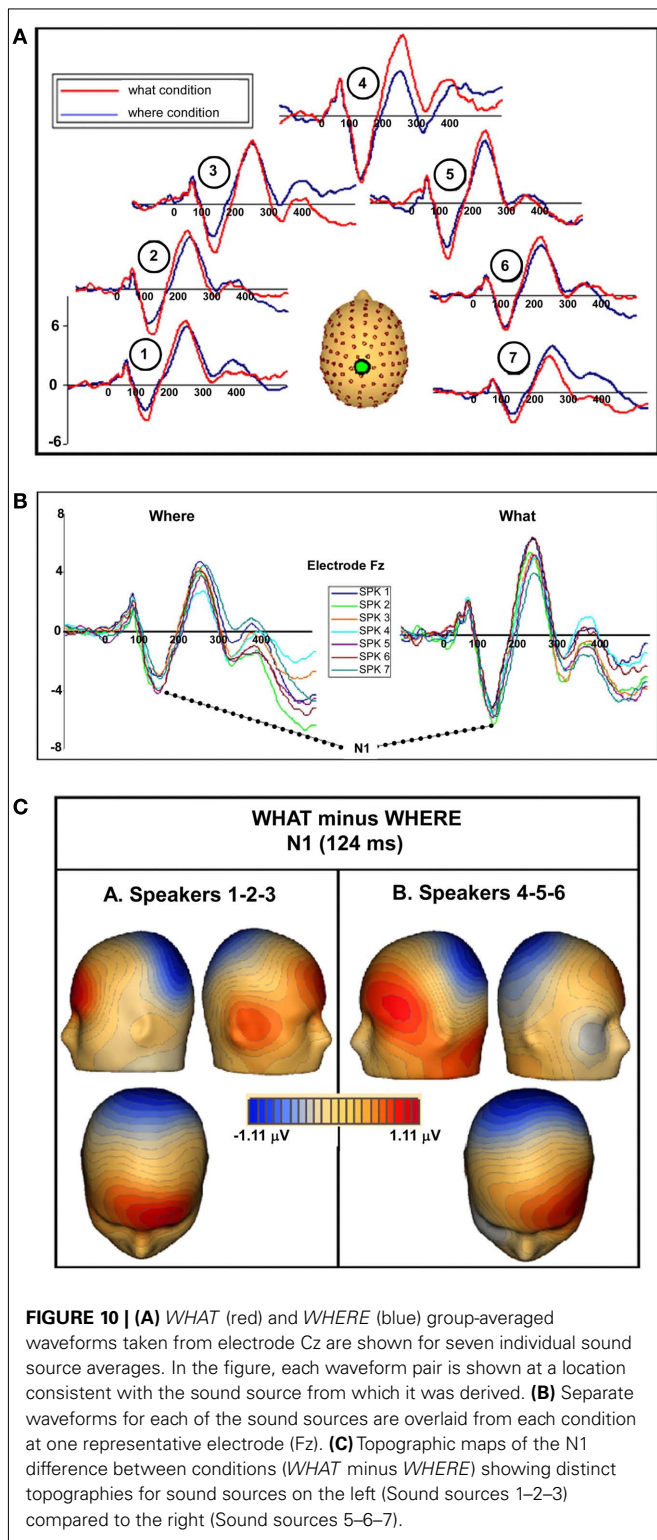 A
what condition
where condition
4
0 100 200 300 400
3
0 100 200 300 400
5
0 100 200 300 400
2
0 100 200 300 400
6
0 100 200 300 400
6
0
-6
1
0 100 200 300 400
7
0 100 200 300 400
B
8
4
0
-4
-8
Where
0 100 200 300 400
Electrode Fz
SPK 1
SPK 2
SPK 3
SPK 4
SPK 5
SPK 6
SPK 7
What
0 100 200 300 400
N1
C
WHAT minus WHERE
N1 (124 ms)
A. Speakers 1-2-3
B. Speakers 4-5-6
-1.11 µV
1.11 µV
FIGURE 10 | (A) WHAT (red) and WHERE (blue) group-averaged
waveforms taken from electrode Cz are shown for seven individual sound
source averages. In the figure, each waveform pair is shown at a location
consistent with the sound source from which it was derived. (B) Separate
waveforms for each of the sound sources are overlaid from each condition
at one representative electrode (Fz). (C) Topographic maps of the N1
difference between conditions (WHAT minus WHERE) showing distinct
topographies for sound sources on the left (Sound sources 1–2–3)
compared to the right (Sound sources 5–6–7).